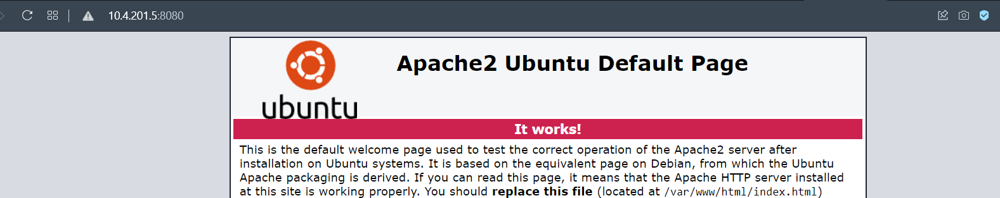 10.4.201.5:8080
Apache2 Ubuntu Default Page
ubuntu
It works!
This is the default welcome page used to test the correct operation of the Apache2 server after
installation on Ubuntu systems. It is based on the equivalent page on Debian, from which the Ubuntu
Apache packaging is derived. If you can read this page, it means that the Apache HTTP server installed
at this site is working properly. You should replace this file (located at /var/www/html/index.html)